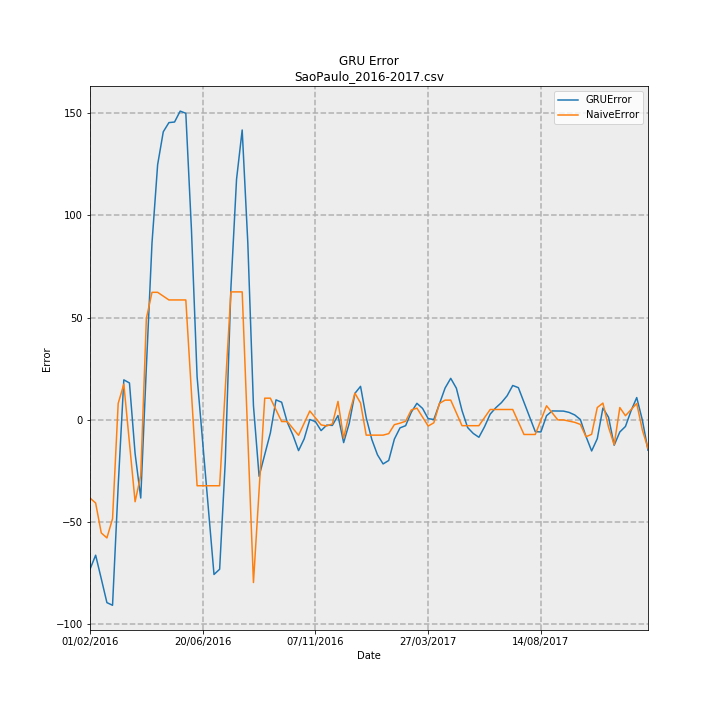 GRU Error
SaoPaulo_2016-2017.csv
GRUError
NaiveError
150
100
50
0
−50
−100
Error
01/02/2016 20/06/2016 07/11/2016 27/03/2017 14/08/2017
Date